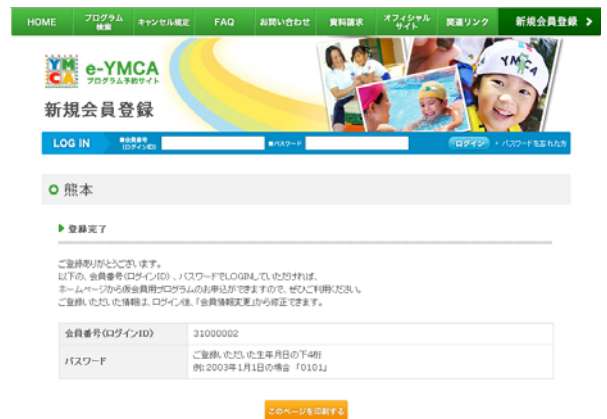 HOME プログラム検索 キャンセル規定 FAQ お問い合わせ 資料請求 オフィシャルサイト 関連リンク 新規会員登録 >
YMCA
e-YMCA
プログラム予約サイト
YMCA
新規会員登録
LOG IN ■会員番号(ログインID) ■パスワード ログイン パスワードを忘れた方
熊本
登録完了
ご登録ありがとうございます。
以下の、会員番号(ログインID)、パスワードでLOGINしていただければ、
ホームページから仮会員用プログラムのお申込ができますので、ぜひご利用ください。
ご登録いただいた情報は、ログイン後、「会員情報変更」から修正できます。
会員番号(ログインID) 31000002
パスワード ご登録いただいた生年月日の下4桁
例:2003年1月1日の場合「0101」
このページを印刷する